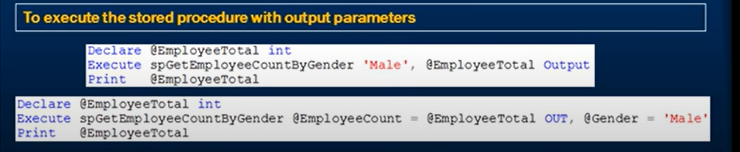 To execute the stored procedure with output parameters
Declare @EmployeeTotal int
Execute spGetEmployeeCountByGender 'Male', @EmployeeTotal Output
Print @EmployeeTotal
Declare @EmployeeTotal int
Execute spGetEmployeeCountByGender @EmployeeCount = @EmployeeTotal OUT, @Gender = 'Male'
Print @EmployeeTotal